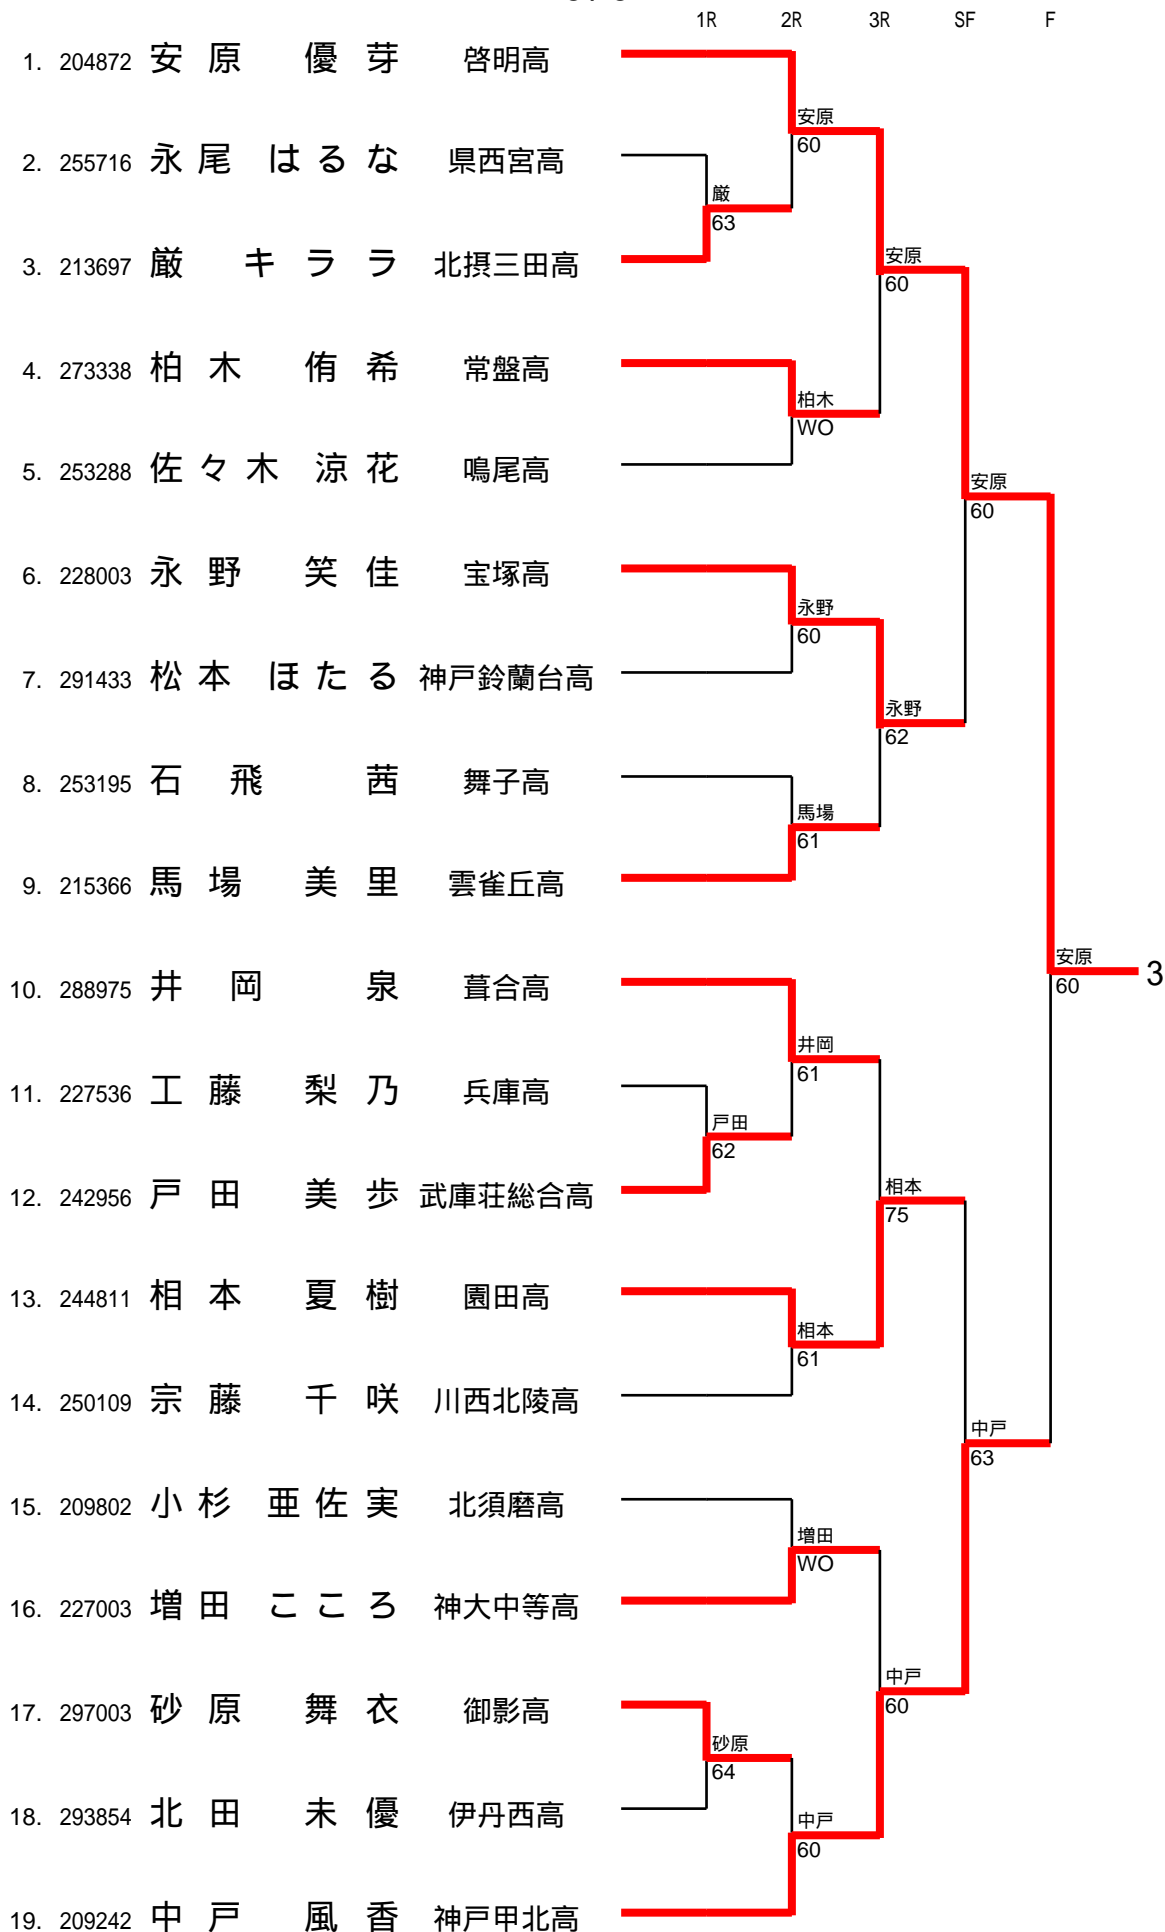 1R 2R 3R SF F
1. 204872 安原 優芽 啓明高
安原
60
2. 255716 永尾 はるな 県西宮高
厳
63
3. 213697 厳 キララ 北摂三田高
安原
60
4. 273338 柏木 侑希 常盤高
柏木
WO
5. 253288 佐々木 涼花 鳴尾高
安原
60
6. 228003 永野 笑佳 宝塚高
永野
60
7. 291433 松本 ほたる 神戸鈴蘭台高
永野
62
8. 253195 石飛 茜 舞子高
馬場
61
9. 215366 馬場 美里 雲雀丘高
安原
60
3
10. 288975 井岡 泉 葺合高
井岡
61
11. 227536 工藤 梨乃 兵庫高
戸田
62
12. 242956 戸田 美歩 武庫荘総合高
相本
75
13. 244811 相本 夏樹 園田高
相本
61
14. 250109 宗藤 千咲 川西北陵高
中戸
63
15. 209802 小杉 亜佐実 北須磨高
増田
WO
16. 227003 増田 こころ 神大中等高
中戸
60
17. 297003 砂原 舞衣 御影高
砂原
64
18. 293854 北田 未優 伊丹西高
中戸
60
19. 209242 中戸 風香 神戸甲北高